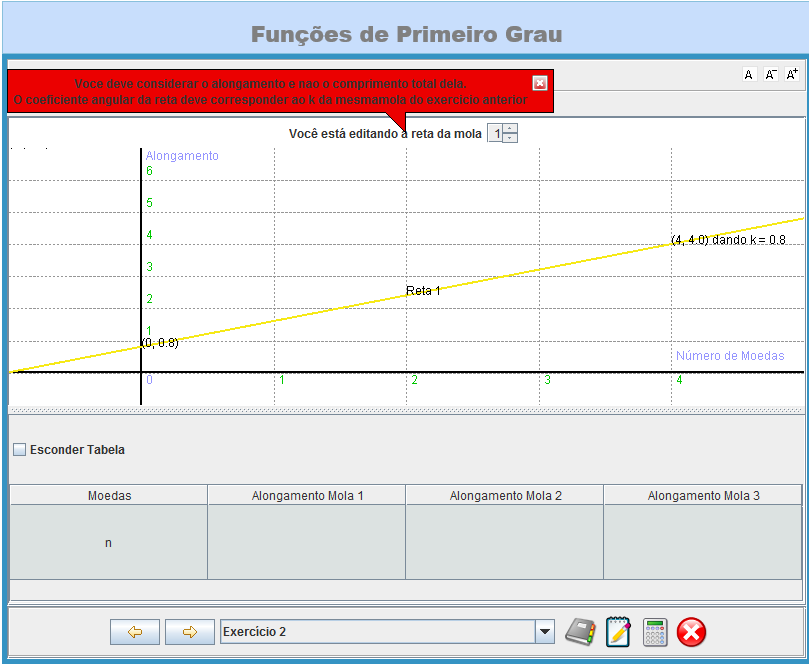 Funções de Primeiro Grau
A A- A+
Voce deve considerar o alongamento e nao o comprimento total dela.
O coeficiente angular da reta deve corresponder ao k da mesmamola do exercicio anterior
Você está editando a reta da mola 1
Alongamento
6
5
4
3
2
1
(4, 4.0) dando k = 0.8
Reta 1
(0, 0.8)
Número de Moedas
0 1 2 3 4
Esconder Tabela
Moedas Alongamento Mola 1 Alongamento Mola 2 Alongamento Mola 3
n
Exercício 2